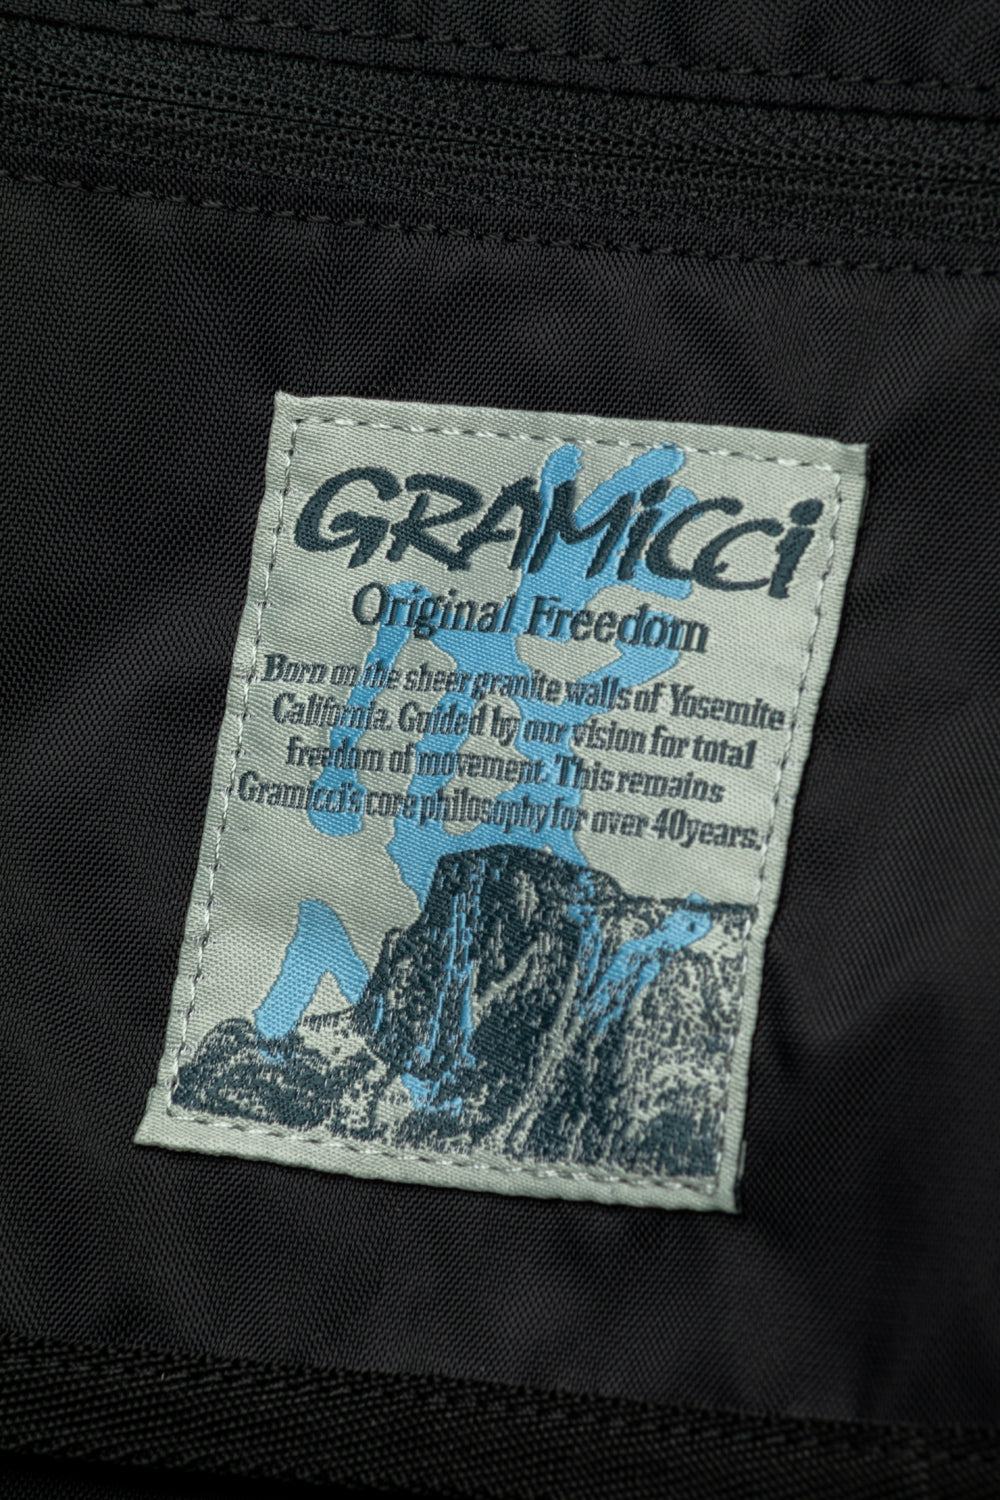 GRAMiCCi
Original Freedom
Born on the sheer granite walls of Yosemite
California. Guided by our vision for total
freedom of movement. This remains
Gramicci's core philosophy for over 40years.